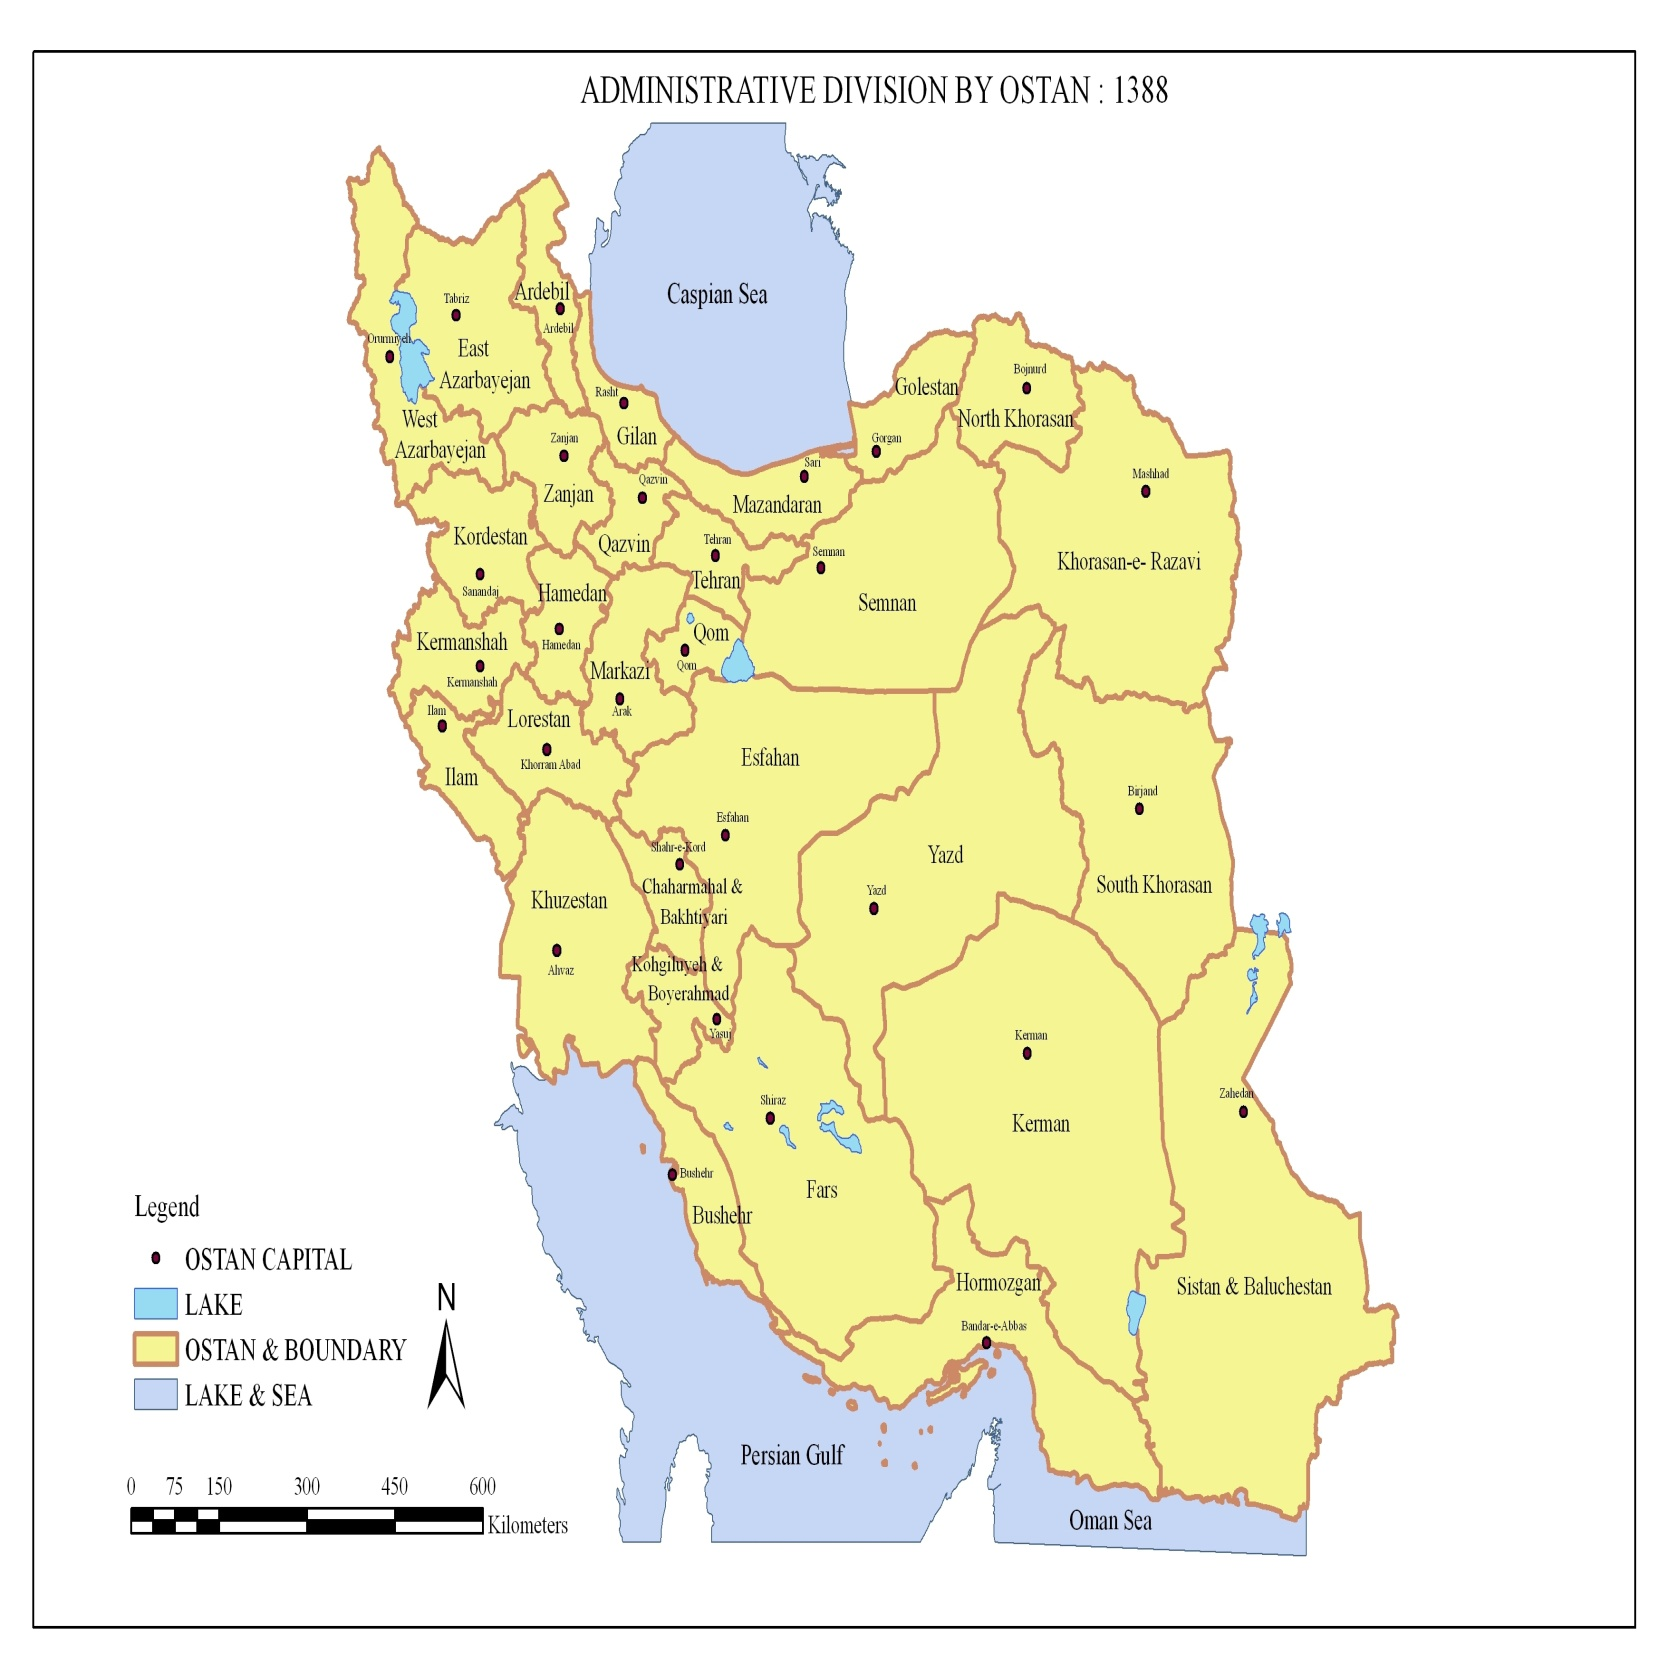 ADMINISTRATIVE DIVISION BY OSTAN : 1388
Caspian Sea
Tabriz
Ardebil
Ardebil
Orumiyeh
East
Azarbayejan
West
Azarbayejan
Rasht
Gilan
Golestan
Gorgan
Bojnurd
North Khorasan
Zanjan
Zanjan
Qazvin
Qazvin
Sari
Mazandaran
Mashhad
Khorasan-e- Razavi
Kordestan
Sanandaj
Tehran
Tehran
Semnan
Semnan
Hamedan
Hamedan
Kermanshah
Kermanshah
Qom
Qom
Markazi
Arak
Ilam
Ilam
Lorestan
Khorram Abad
Esfahan
Esfahan
Birjand
South Khorasan
Yazd
Yazd
Shahr-e-Kord
Chaharmahal &
Bakhtiyari
Khuzestan
Ahvaz
Kohgiluyeh &
Boyerahmad
Yasuj
Kerman
Kerman
Zahedan
Shiraz
Fars
Bushehr
Bushehr
Hormozgan
Bandar-e-Abbas
Sistan & Baluchestan
Persian Gulf
Oman Sea
Legend
OSTAN CAPITAL
LAKE
OSTAN & BOUNDARY
LAKE & SEA
N
0 75 150 300 450 600
Kilometers